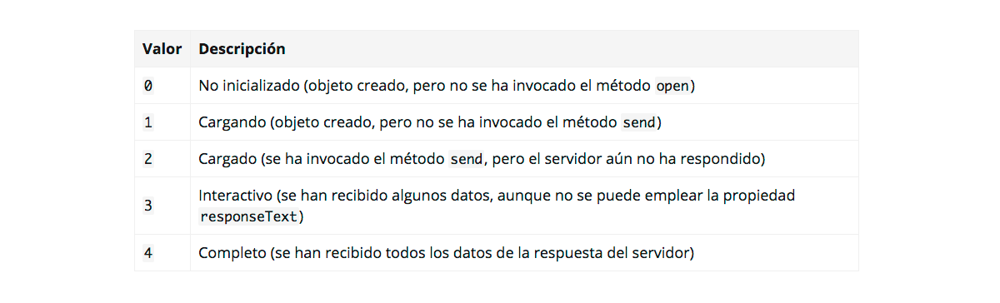 Valor Descripción
0 No inicializado (objeto creado, pero no se ha invocado el método open)
1 Cargando (objeto creado, pero no se ha invocado el método send)
2 Cargado (se ha invocado el método send, pero el servidor aún no ha respondido)
3 Interactivo (se han recibido algunos datos, aunque no se puede emplear la propiedad
responseText)
4 Completo (se han recibido todos los datos de la respuesta del servidor)